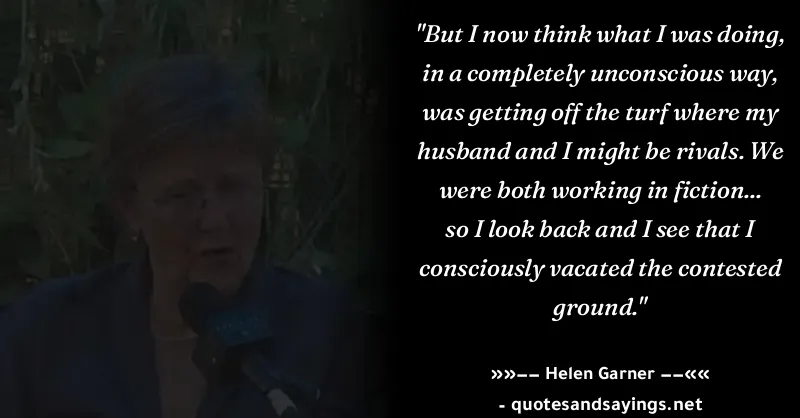 "But I now think what I was doing,
in a completely unconscious way,
was getting off the turf where my
husband and I might be rivals. We
were both working in fiction...
so I look back and I see that I
consciously vacated the contested
ground."
»»−− Helen Garner −−««
- quotesandsayings.net